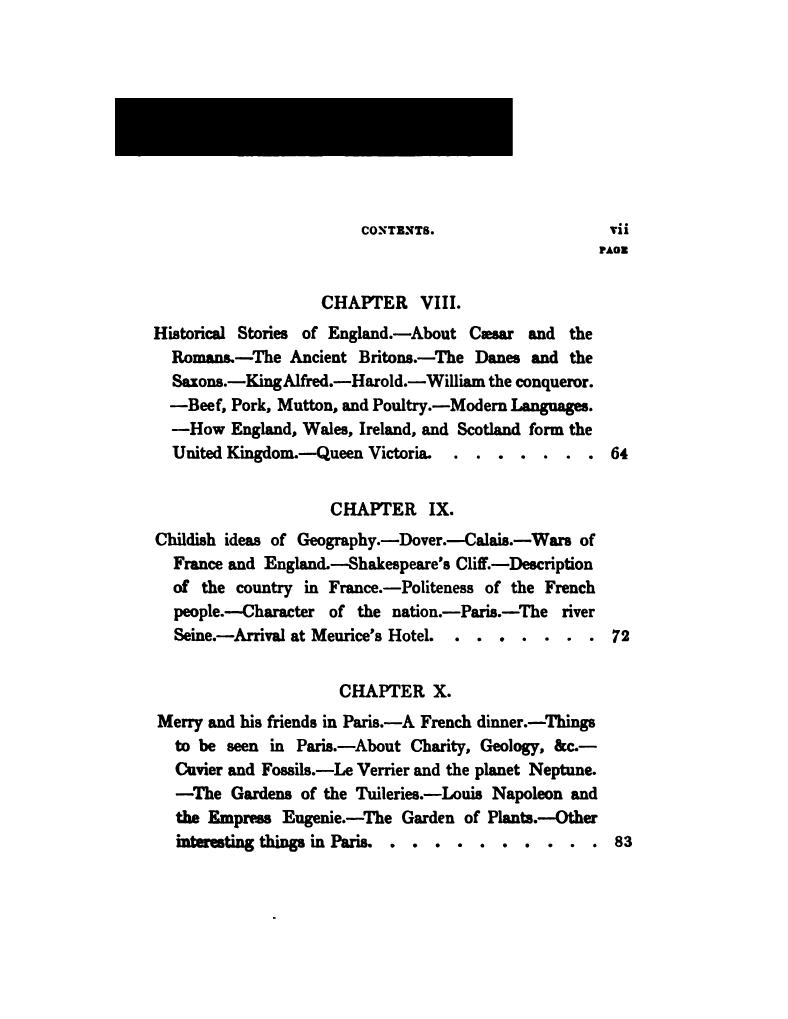 CONTENTS. vii
PAGE
CHAPTER VIII.
Historical Stories of England.—About Cæsar and the
Romans.—The Ancient Britons.—The Danes and the
Saxons.—King Alfred.—Harold.—William the conqueror.
—Beef, Pork, Mutton, and Poultry.—Modern Languages.
—How England, Wales, Ireland, and Scotland form the
United Kingdom.—Queen Victoria. . . . . . . . 64
CHAPTER IX.
Childish ideas of Geography.—Dover.—Calais.—Wars of
France and England.—Shakespeare's Cliff.—Description
of the country in France.—Politeness of the French
people.—Character of the nation.—Paris.—The river
Seine.—Arrival at Meurice's Hotel. . . . . . . . 72
CHAPTER X.
Merry and his friends in Paris.—A French dinner.—Things
to be seen in Paris.—About Charity, Geology, &c.—
Cuvier and Fossils.—Le Verrier and the planet Neptune.
—The Gardens of the Tuileries.—Louis Napoleon and
the Empress Eugenie.—The Garden of Plants.—Other
interesting things in Paris. . . . . . . . . . . 83